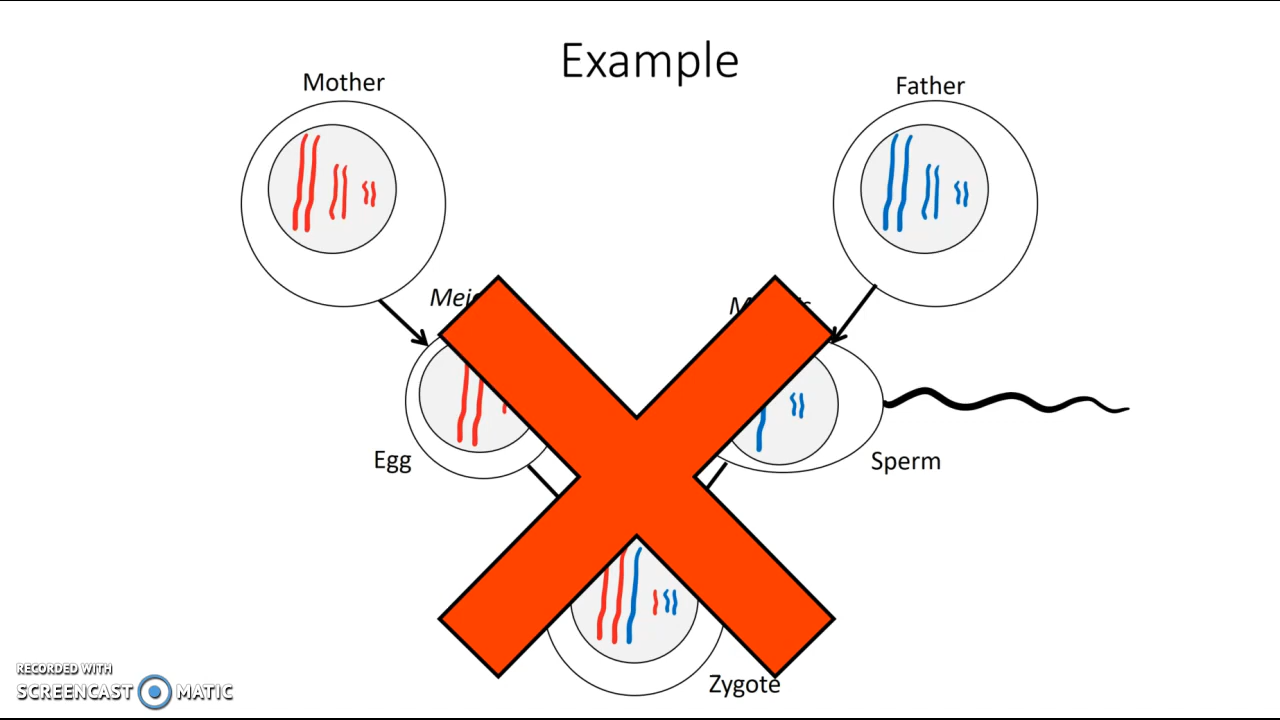 Example
Mother
Father
Egg
Sperm
Zygote
RECORDED WITH
SCREENCAST MATIC